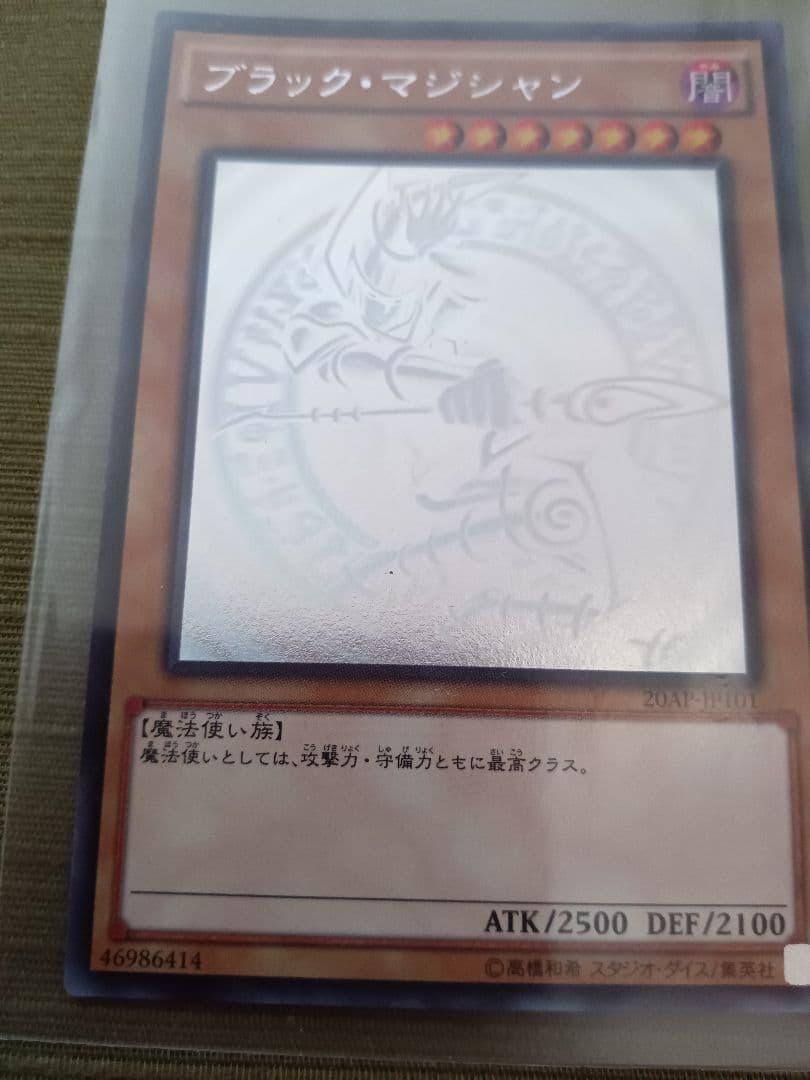 ブラック・マジシャン
闇
20AP-JP101
【魔法使い族】
魔法使いとしては、攻撃力・守備力ともに最高クラス。
ATK/2500 DEF/2100
46986414
©高橋和希 スタジオ・ダイス/集英社